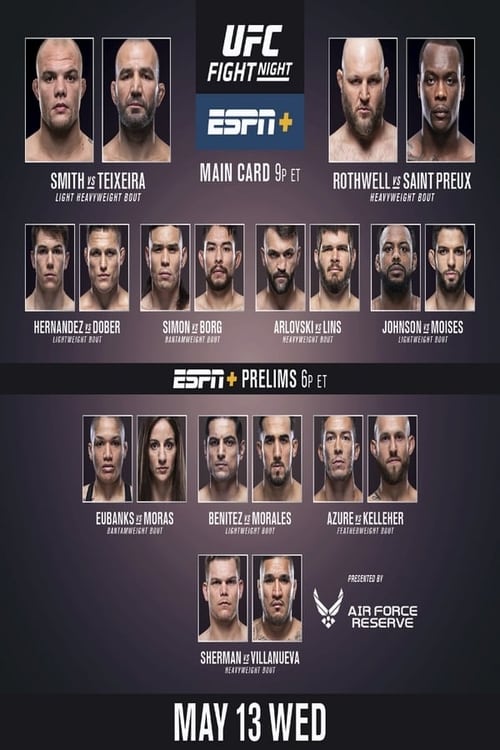 UFC
FIGHT NIGHT
ESPN+
MAIN CARD 9P ET
SMITH VS TEIXEIRA
LIGHT HEAVYWEIGHT BOUT
ROTHWELL VS SAINT PREUX
HEAVYWEIGHT BOUT
HERNANDEZ VS DOBER
LIGHTWEIGHT BOUT
SIMON VS BORG
BANTAMWEIGHT BOUT
ARLOVSKI VS LINS
HEAVYWEIGHT BOUT
JOHNSON VS MOISES
LIGHTWEIGHT BOUT
ESPN+ PRELIMS 6P ET
EUBANKS VS MORAS
BANTAMWEIGHT BOUT
BENITEZ VS MORALES
LIGHTWEIGHT BOUT
AZURE VS KELLEHER
FEATHERWEIGHT BOUT
SHERMAN VS VILLANUEVA
HEAVYWEIGHT BOUT
PRESENTED BY
AIR FORCE
RESERVE
MAY 13 WED